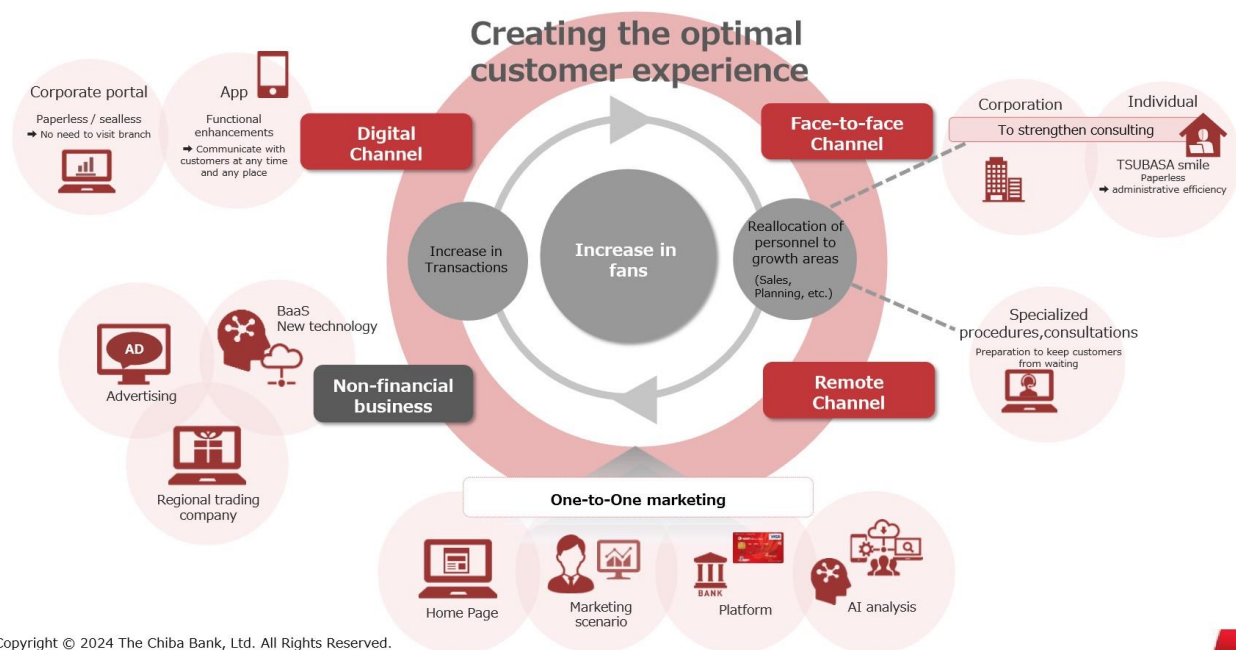 Creating the optimal
customer experience
Corporate portal
Paperless / sealless
➡ No need to visit branch
App
Functional
enhancements
➡ Communicate with
customers at any time
and any place
Digital
Channel
Face-to-face
Channel
Corporation
Individual
To strengthen consulting
TSUBASA smile
Paperless
➡ administrative efficiency
Increase in
Transactions
Increase in
fans
Reallocation of
personnel to
growth areas
(Sales,
Planning, etc.)
Specialized
procedures,consultations
Preparation to keep customers
from waiting
BaaS
New technology
AD
Advertising
Non-financial
business
Remote
Channel
Regional trading
company
One-to-One marketing
Home Page
Marketing
scenario
BANK
VISA
Platform
AI analysis
Copyright © 2024 The Chiba Bank, Ltd. All Rights Reserved.